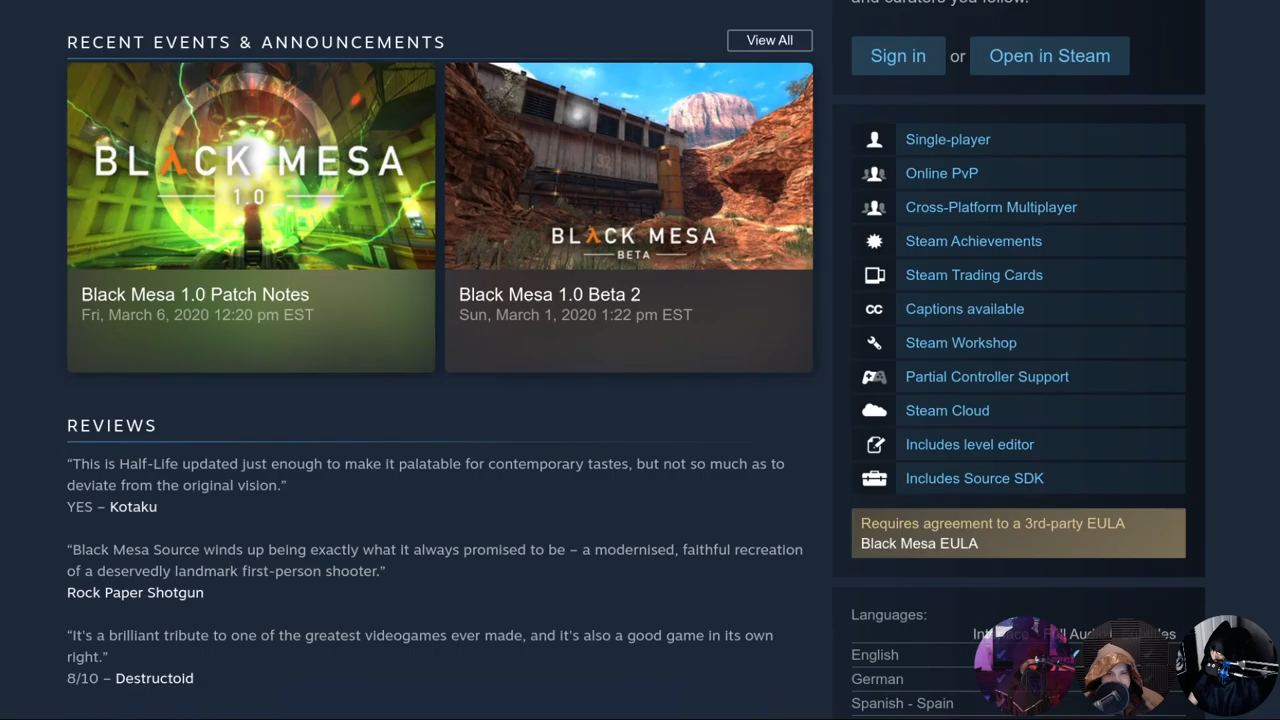 and curators you follow.
RECENT EVENTS & ANNOUNCEMENTS
View All
Sign in or Open in Steam
BLλCK MESA
1.0
32
BLλCK MESA
BETA
Black Mesa 1.0 Patch Notes
Fri, March 6, 2020 12:20 pm EST
Black Mesa 1.0 Beta 2
Sun, March 1, 2020 1:22 pm EST
REVIEWS
“This is Half-Life updated just enough to make it palatable for contemporary tastes, but not so much as to
deviate from the original vision.”
YES – Kotaku
“Black Mesa Source winds up being exactly what it always promised to be – a modernised, faithful recreation
of a deservedly landmark first-person shooter.”
Rock Paper Shotgun
“It's a brilliant tribute to one of the greatest videogames ever made, and it's also a good game in its own
right.”
8/10 – Destructoid
Single-player
Online PvP
Cross-Platform Multiplayer
Steam Achievements
Steam Trading Cards
CC Captions available
Steam Workshop
Partial Controller Support
Steam Cloud
Includes level editor
Includes Source SDK
Requires agreement to a 3rd-party EULA
Black Mesa EULA
Languages:
English
German
Spanish - Spain